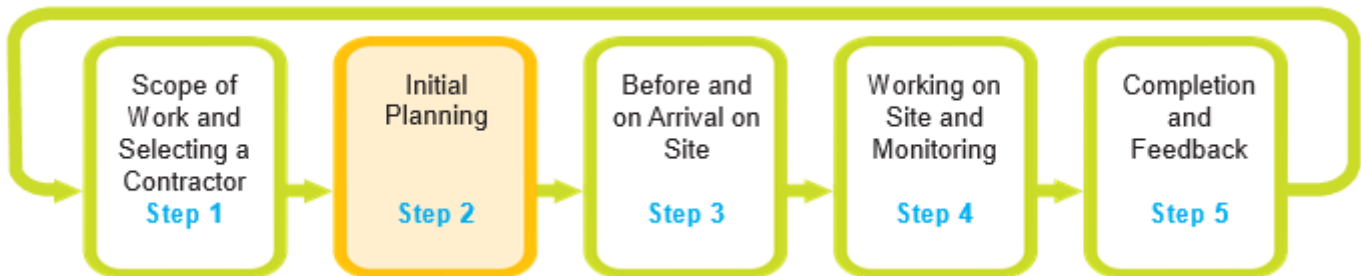 Scope of
Work and
Selecting a
Contractor
Step 1
Initial
Planning
Step 2
Before and
on Arrival on
Site
Step 3
Working on
Site and
Monitoring
Step 4
Completion
and
Feedback
Step 5